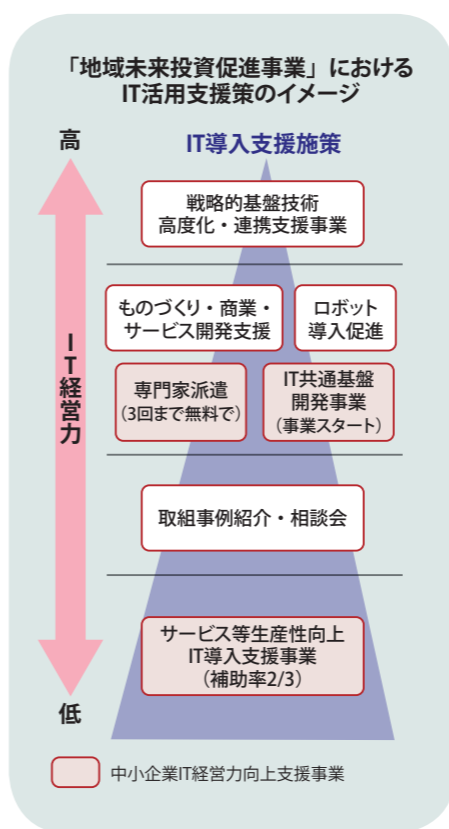 「地域未来投資促進事業」における
IT活用支援策のイメージ
高
IT導入支援施策
戦略的基盤技術
高度化・連携支援事業
ものづくり・商業・
サービス開発支援
ロボット
導入促進
IT経営力
専門家派遣
（3回まで無料で）
IT共通基盤
開発事業
（事業スタート）
取組事例紹介・相談会
サービス等生産性向上
IT導入支援事業
（補助率2/3）
低
中小企業IT経営力向上支援事業